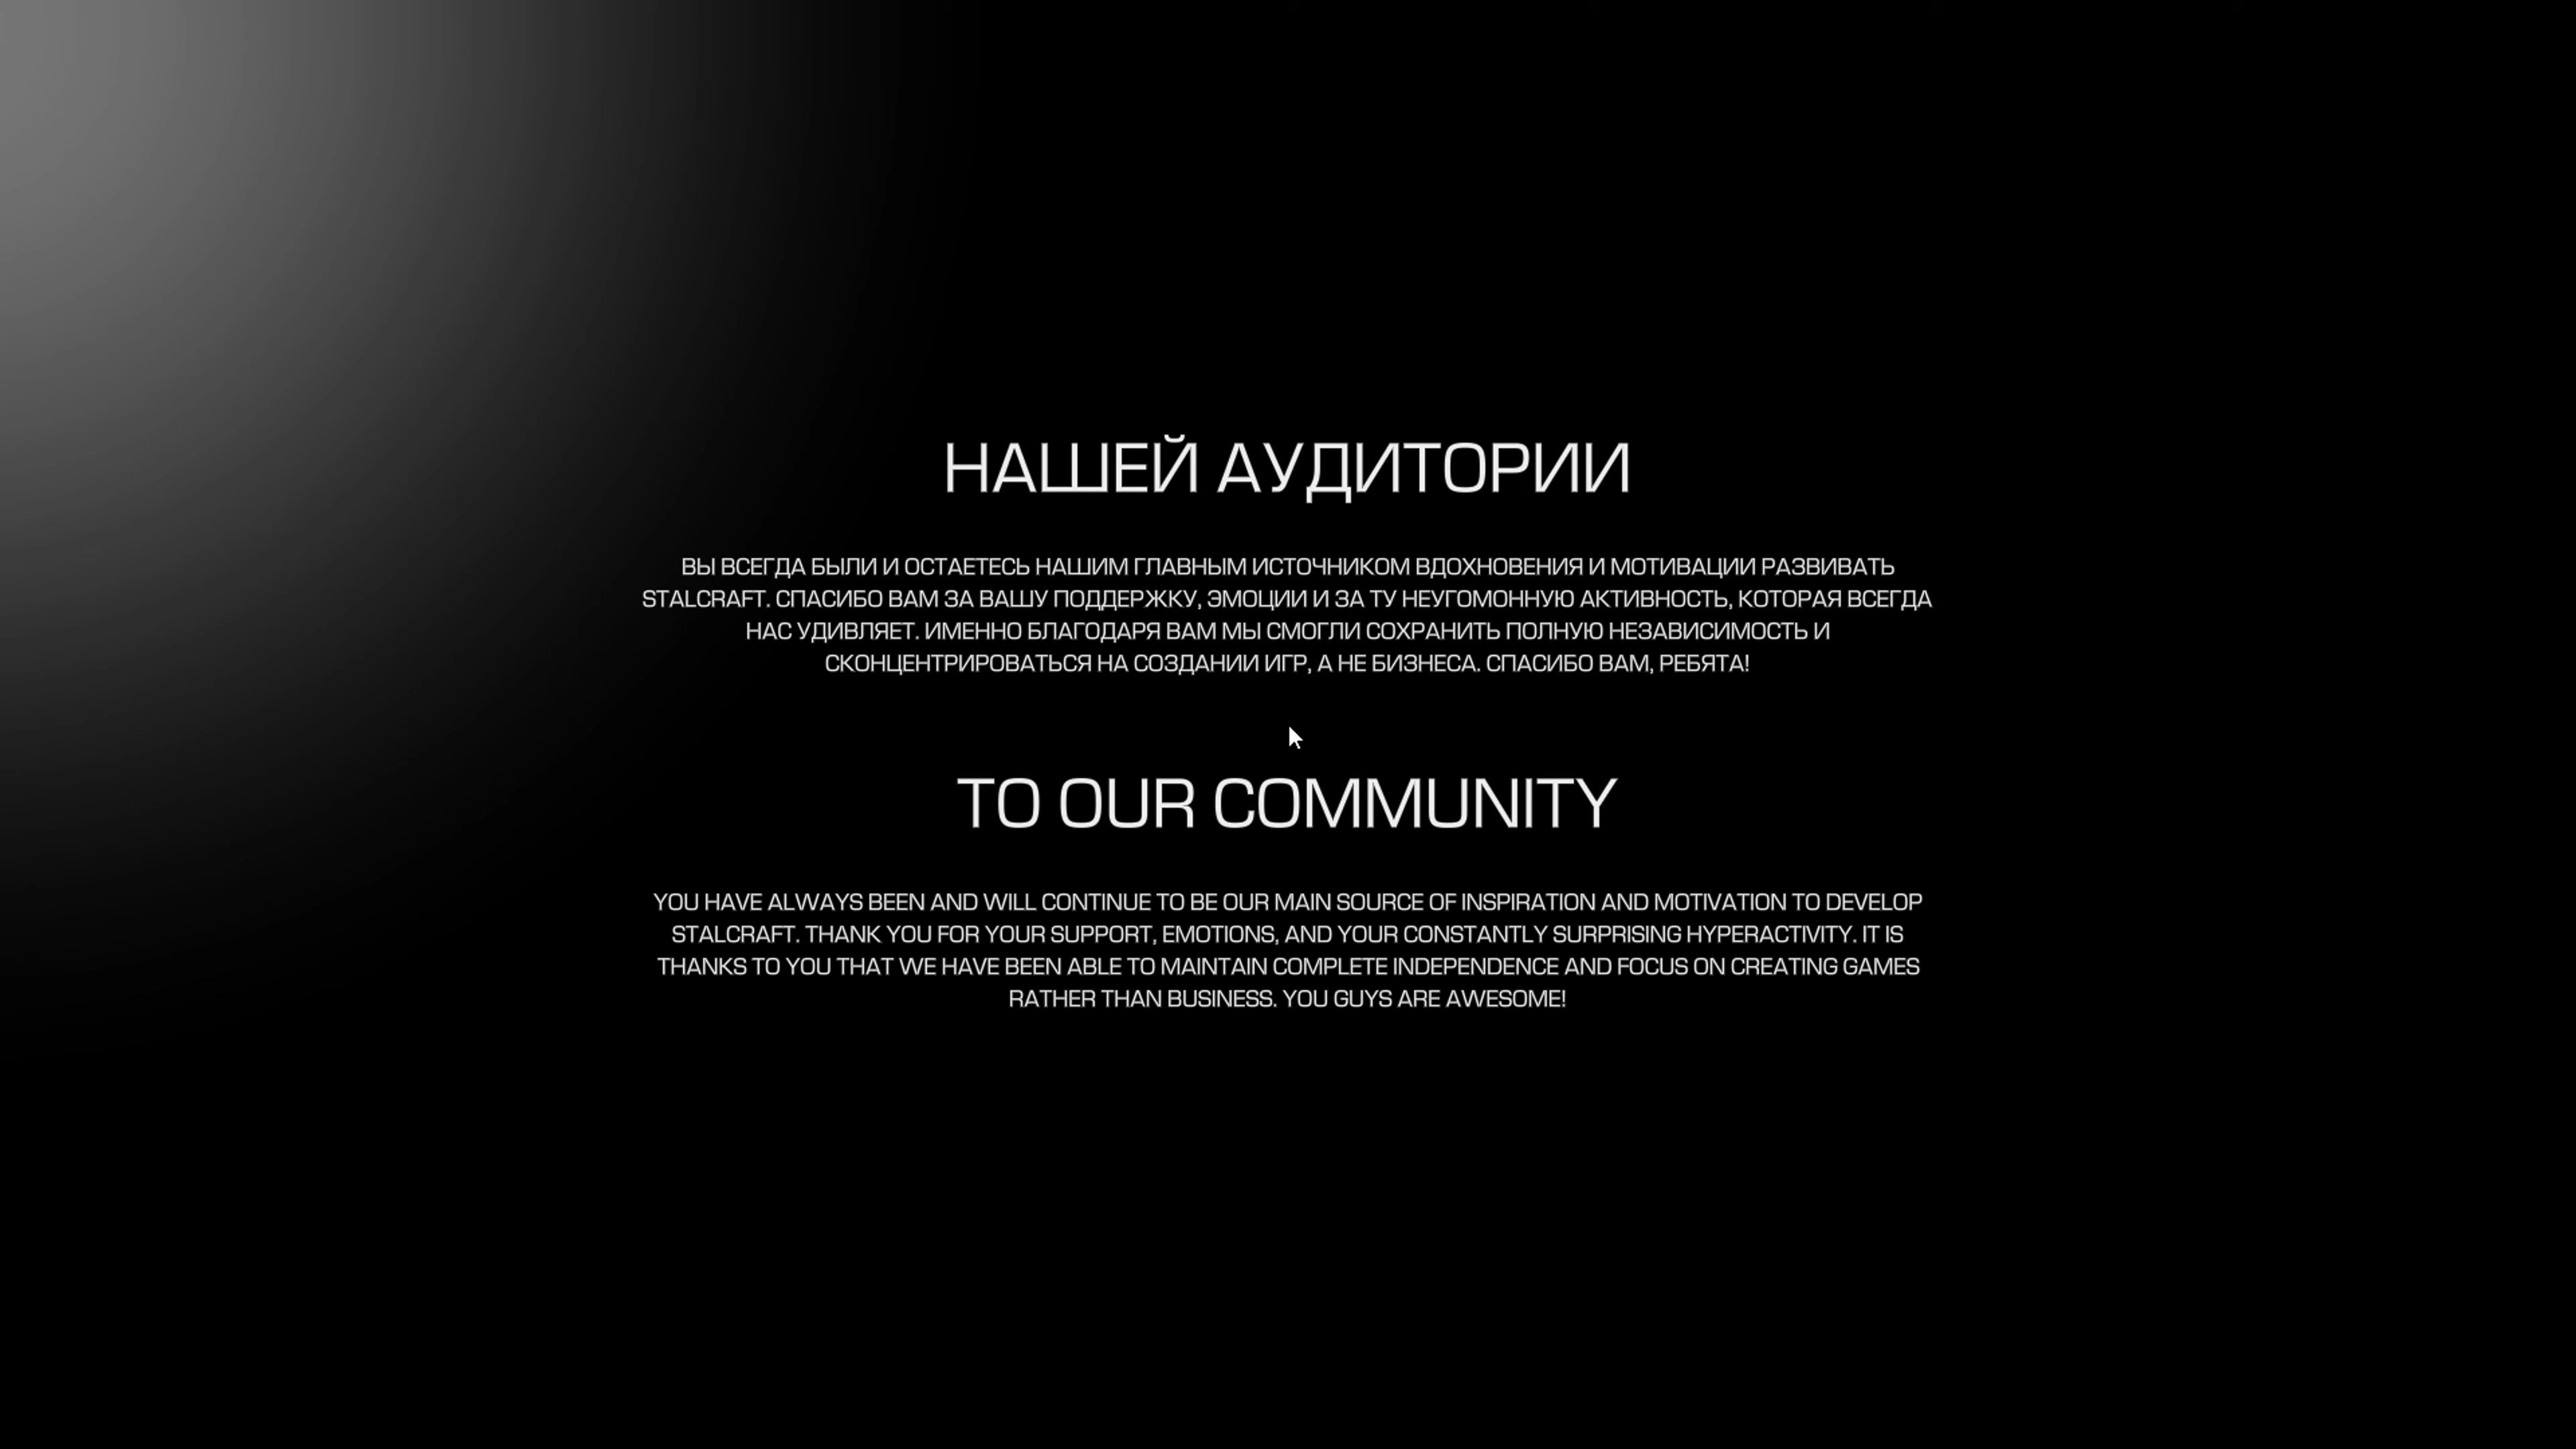 НАШЕЙ АУДИТОРИИ
ВЫ ВСЕГДА БЫЛИ И ОСТАЕТЕСЬ НАШИМ ГЛАВНЫМ ИСТОЧНИКОМ ВДОХНОВЕНИЯ И МОТИВАЦИИ РАЗВИВАТЬ
STALCRAFT. СПАСИБО ВАМ ЗА ВАШУ ПОДДЕРЖКУ, ЭМОЦИИ И ЗА ТУ НЕУГОМОННУЮ АКТИВНОСТЬ, КОТОРАЯ ВСЕГДА
НАС УДИВЛЯЕТ. ИМЕННО БЛАГОДАРЯ ВАМ МЫ СМОГЛИ СОХРАНИТЬ ПОЛНУЮ НЕЗАВИСИМОСТЬ И
СКОНЦЕНТРИРОВАТЬСЯ НА СОЗДАНИИ ИГР, А НЕ БИЗНЕСА. СПАСИБО ВАМ, РЕБЯТА!
TO OUR COMMUNITY
YOU HAVE ALWAYS BEEN AND WILL CONTINUE TO BE OUR MAIN SOURCE OF INSPIRATION AND MOTIVATION TO DEVELOP
STALCRAFT. THANK YOU FOR YOUR SUPPORT, EMOTIONS, AND YOUR CONSTANTLY SURPRISING HYPERACTIVITY. IT IS
THANKS TO YOU THAT WE HAVE BEEN ABLE TO MAINTAIN COMPLETE INDEPENDENCE AND FOCUS ON CREATING GAMES
RATHER THAN BUSINESS. YOU GUYS ARE AWESOME!